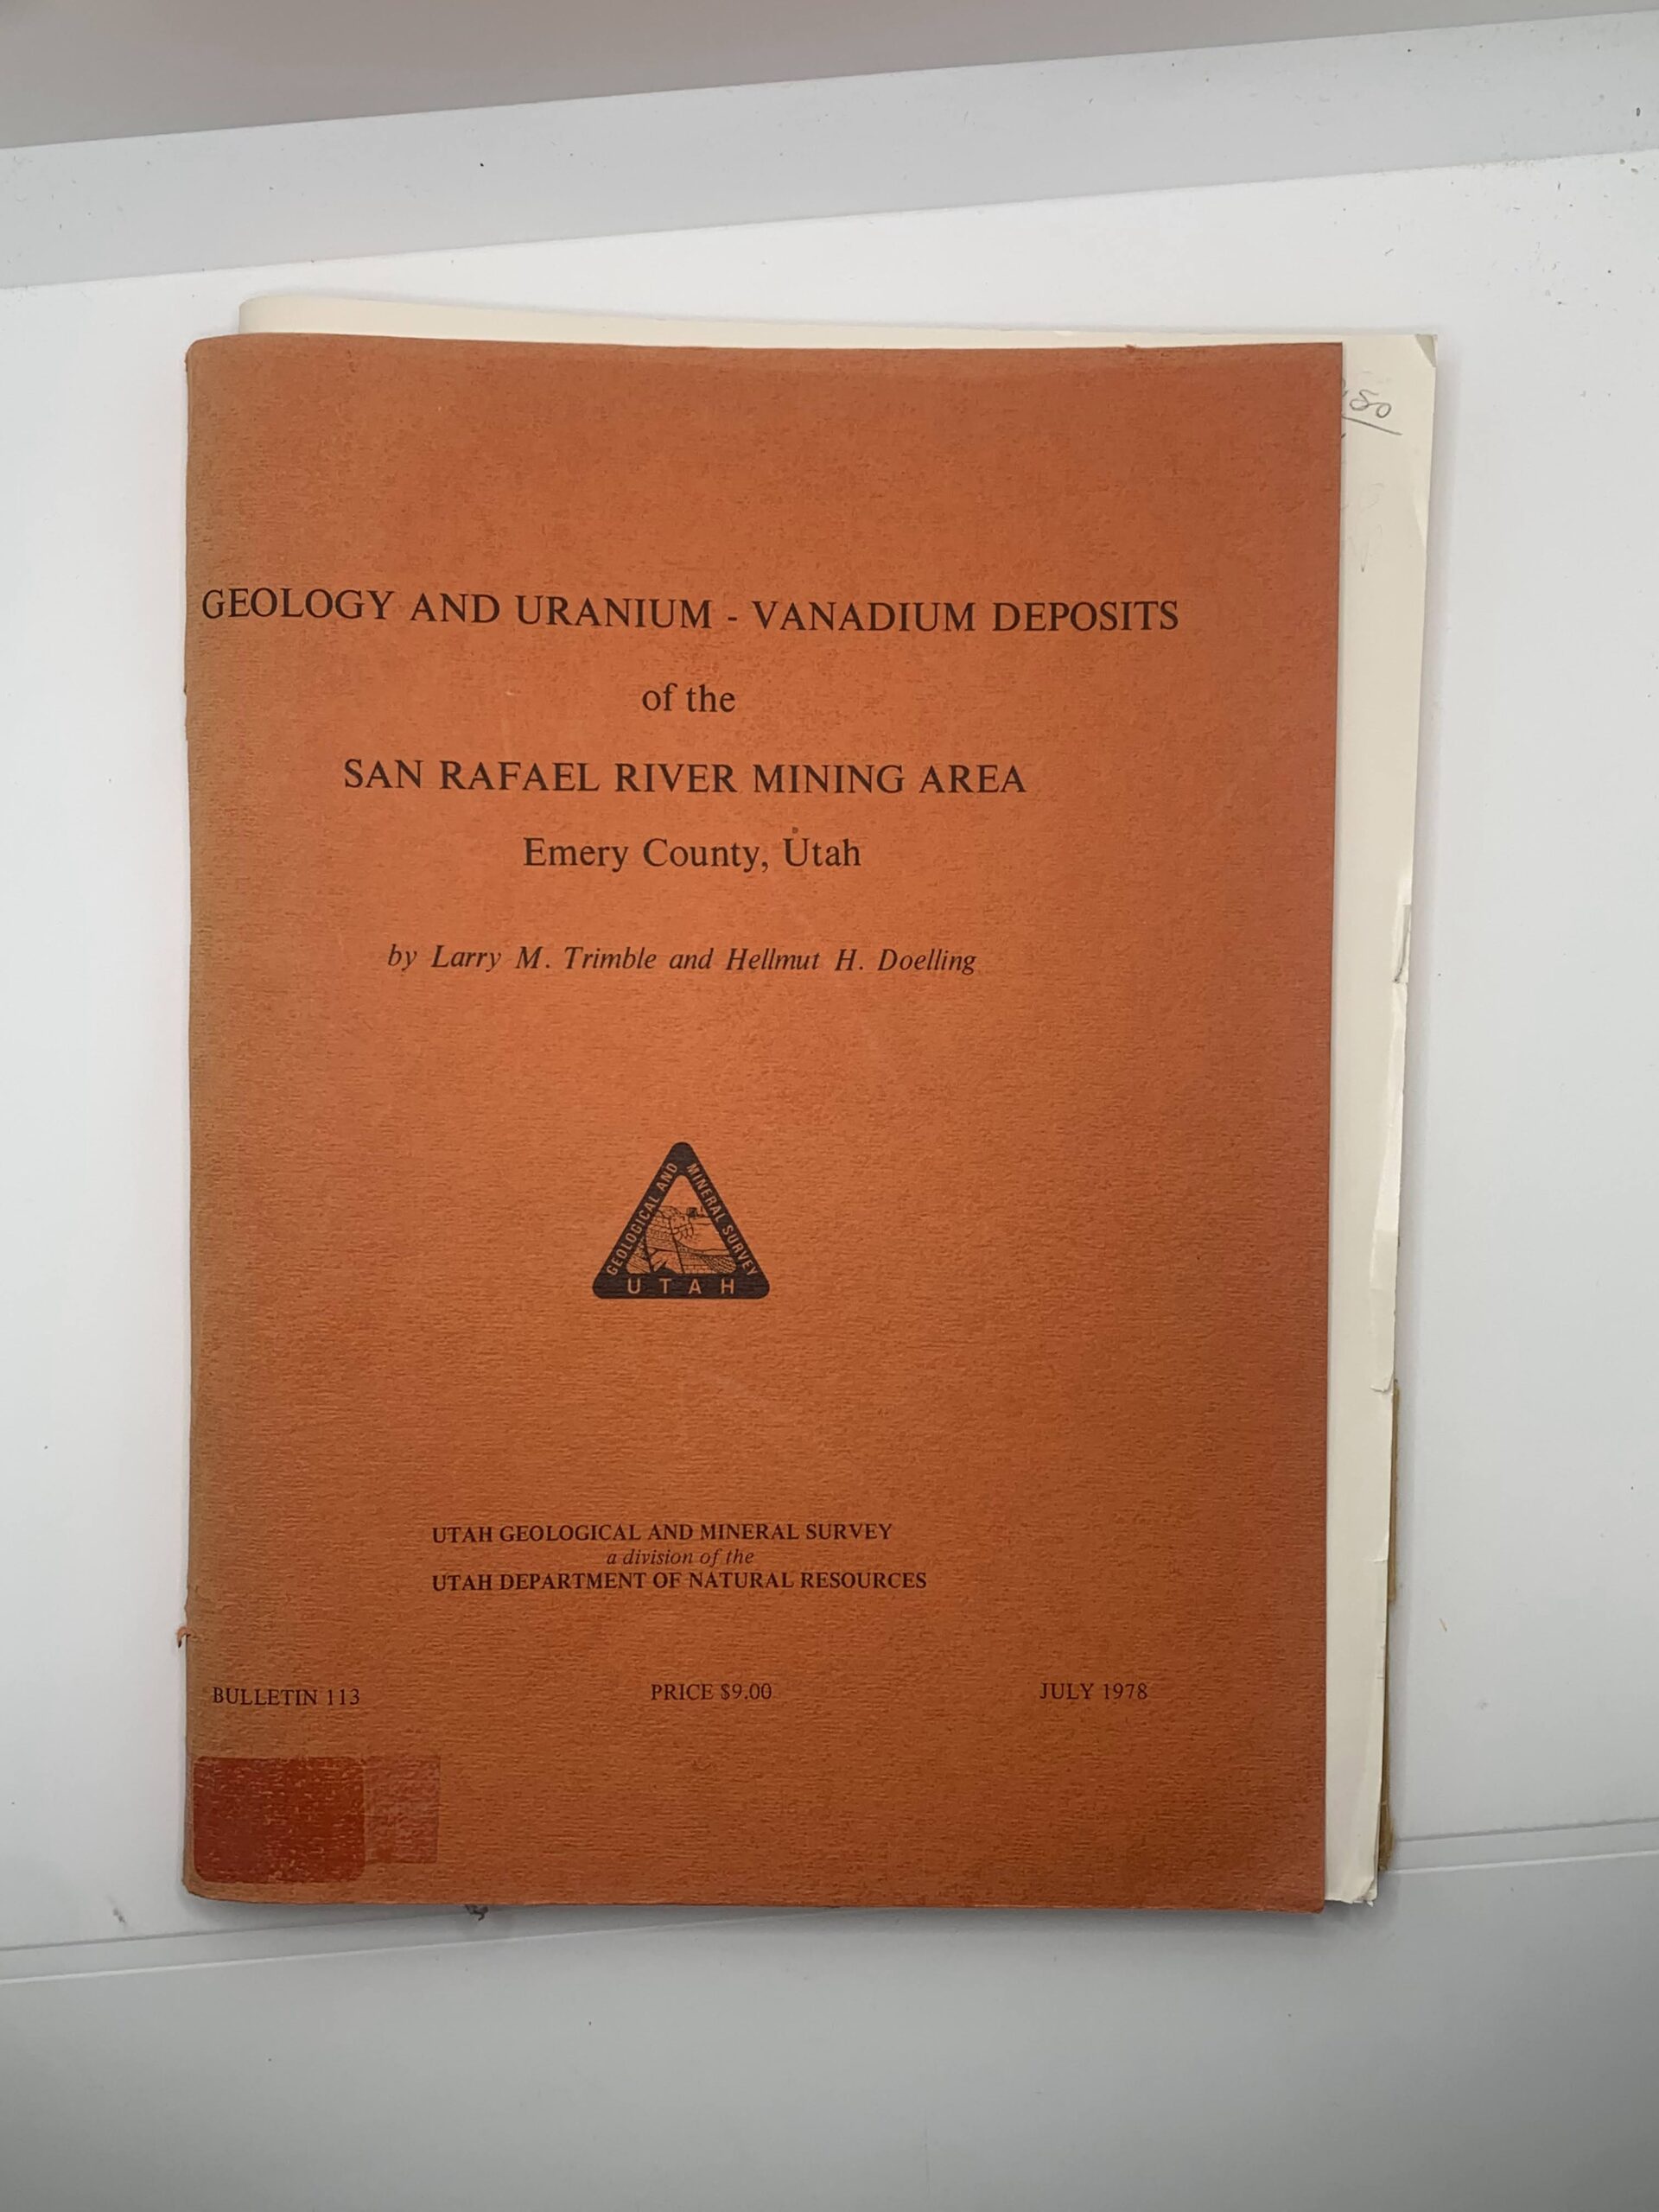 GEOLOGY AND URANIUM - VANADIUM DEPOSITS
of the
SAN RAFAEL RIVER MINING AREA
Emery County, Utah
by Larry M. Trimble and Hellmut H. Doelling
GEOLOGICAL AND MINERAL SURVEY
UTAH
UTAH GEOLOGICAL AND MINERAL SURVEY
a division of the
UTAH DEPARTMENT OF NATURAL RESOURCES
BULLETIN 113 PRICE $9.00 JULY 1978